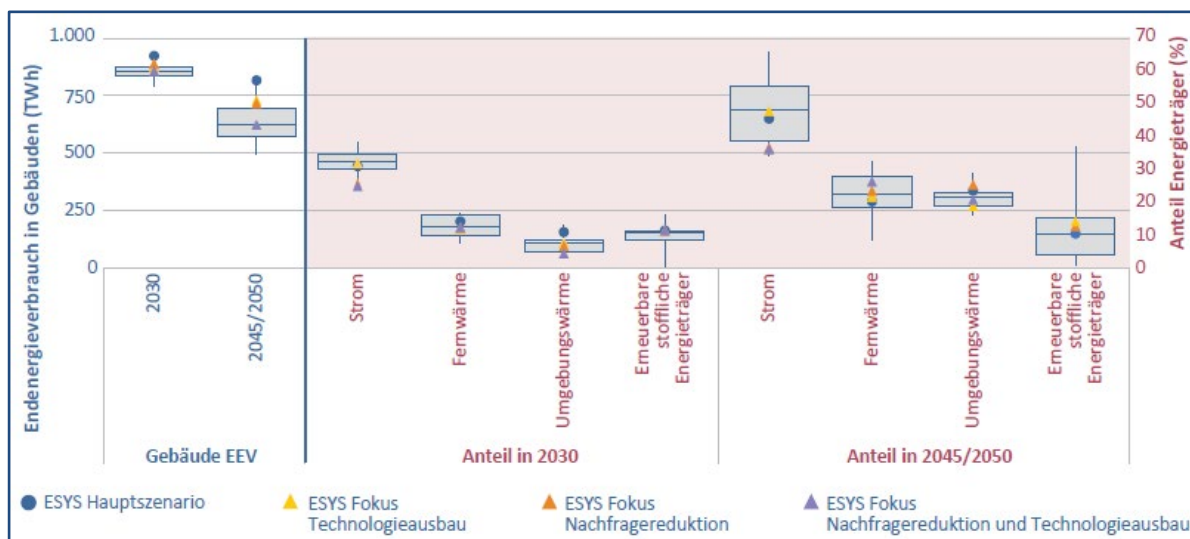 Endenergieverbrauch in Gebäuden (TWh)
1.000
750
500
250
0
70
60
50
40
30
20
10
0
Anteil Energieträger (%)
2030
2045/2050
Strom
Fernwärme
Umgebungswärme
Erneuerbare
stoffliche
Energieträger
Strom
Fernwärme
Umgebungswärme
Erneuerbare
stoffliche
Energieträger
Gebäude EEV
Anteil in 2030
Anteil in 2045/2050
ESYS Hauptszenario
ESYS Fokus
Technologieausbau
ESYS Fokus
Nachfragereduktion
ESYS Fokus
Nachfragereduktion und Technologieausbau